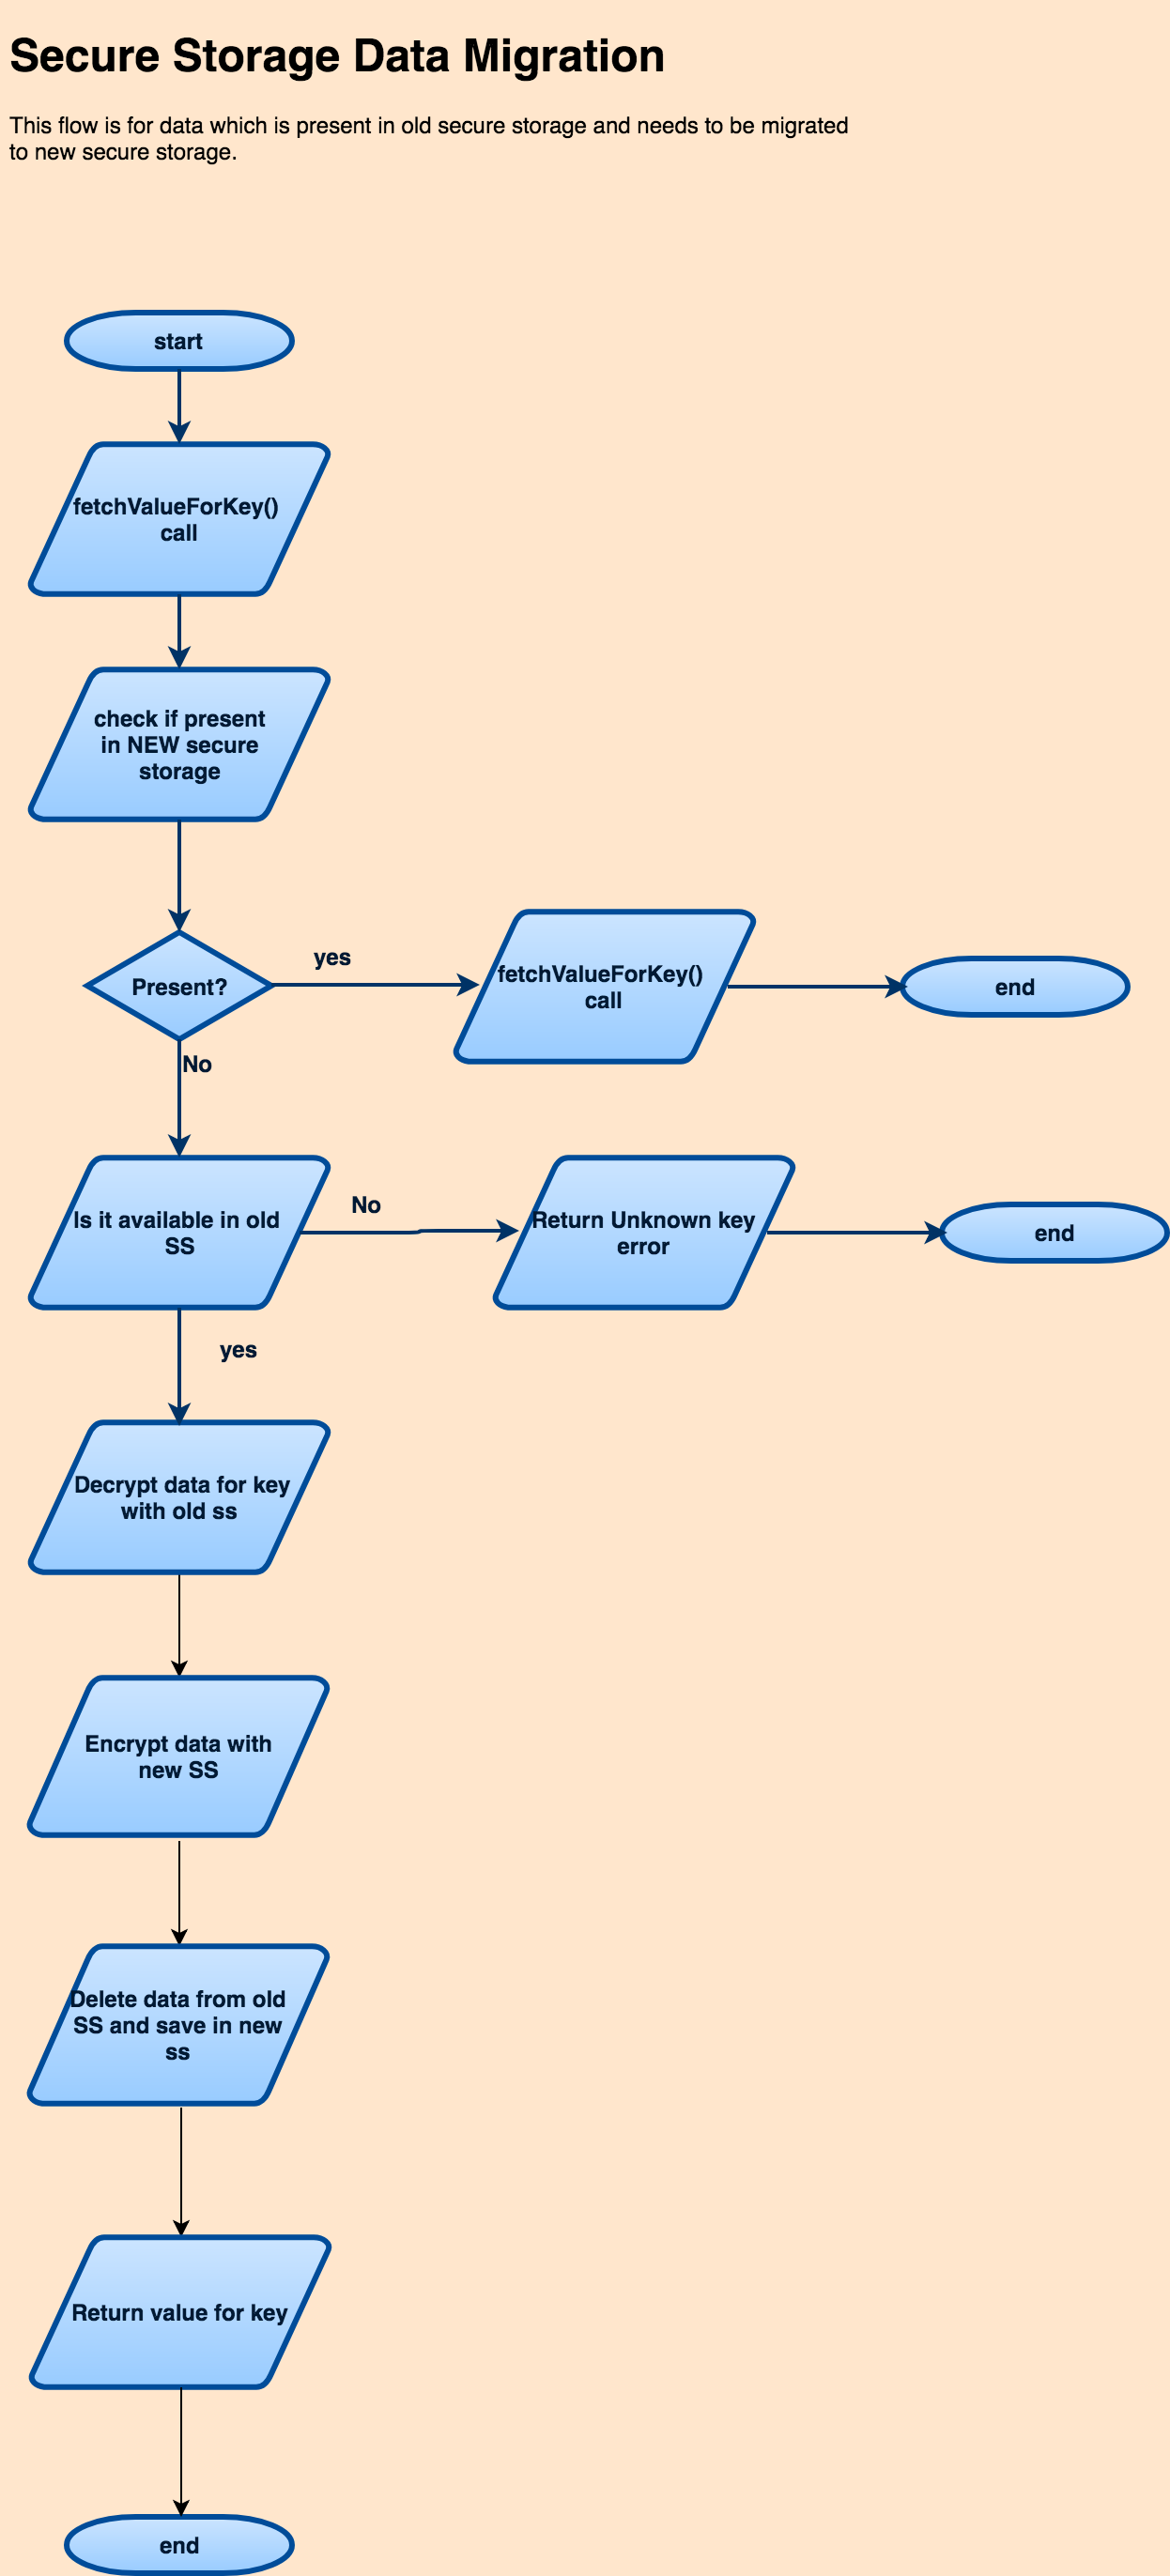 Secure Storage Data Migration
This flow is for data which is present in old secure storage and needs to be migrated
to new secure storage.
start
fetchValueForKey()
call
check if present
in NEW secure
storage
Present?
yes
fetchValueForKey()
call
end
No
Is it available in old
SS
No
Return Unknown key
error
end
yes
Decrypt data for key
with old ss
Encrypt data with
new SS
Delete data from old
SS and save in new
ss
Return value for key
end